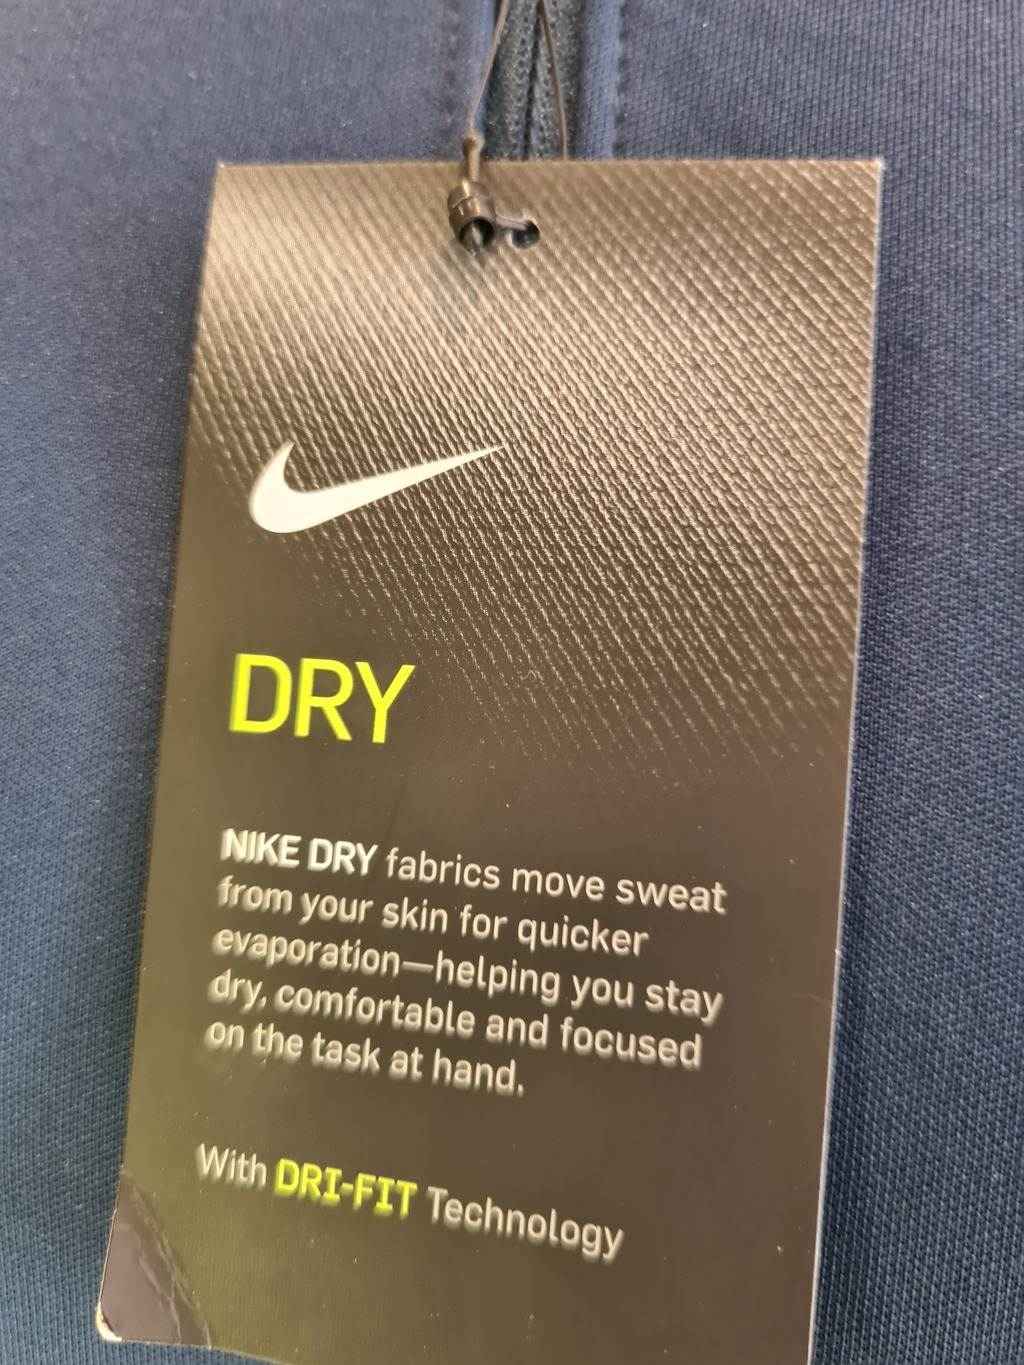 DRY
NIKE DRY fabrics move sweat
from your skin for quicker
evaporation—helping you stay
dry, comfortable and focused
on the task at hand.
With DRI-FIT Technology